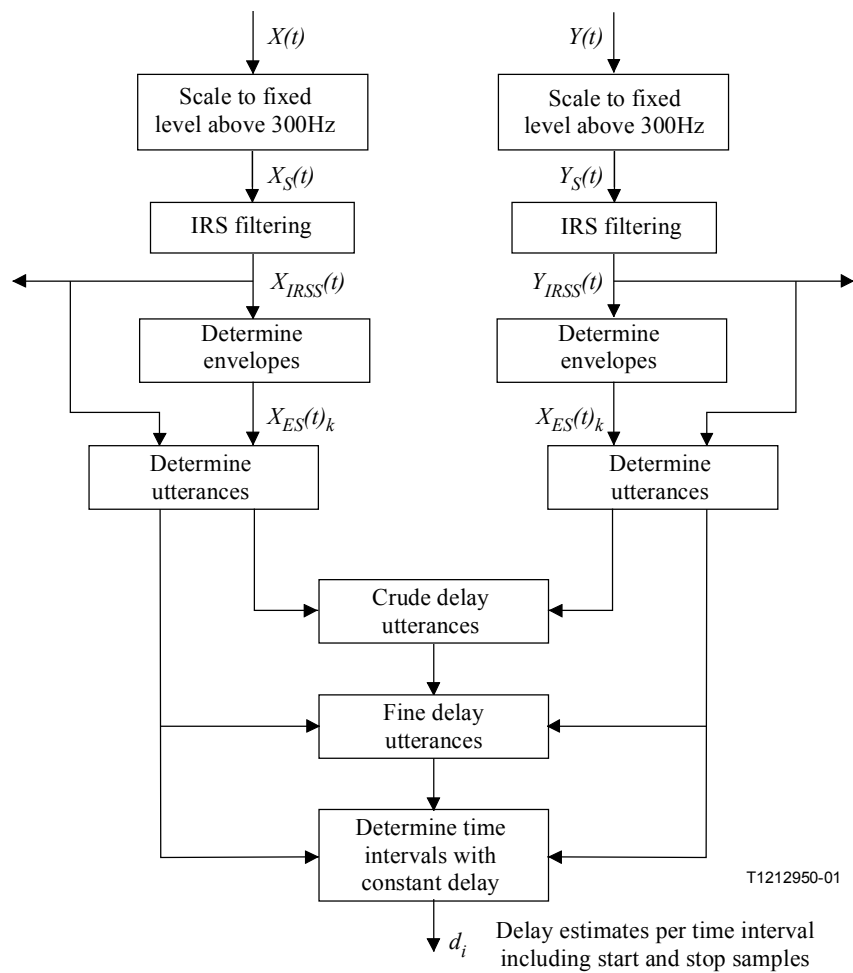 X(t)
Y(t)
Scale to fixed
level above 300Hz
Scale to fixed
level above 300Hz
X_S(t)
Y_S(t)
IRS filtering
IRS filtering
X_IRSS(t)
Y_IRSS(t)
Determine
envelopes
Determine
envelopes
X_ES(t)_k
X_ES(t)_k
Determine
utterances
Determine
utterances
Crude delay
utterances
Fine delay
utterances
Determine time
intervals with
constant delay
T1212950-01
d_i
Delay estimates per time interval
including start and stop samples